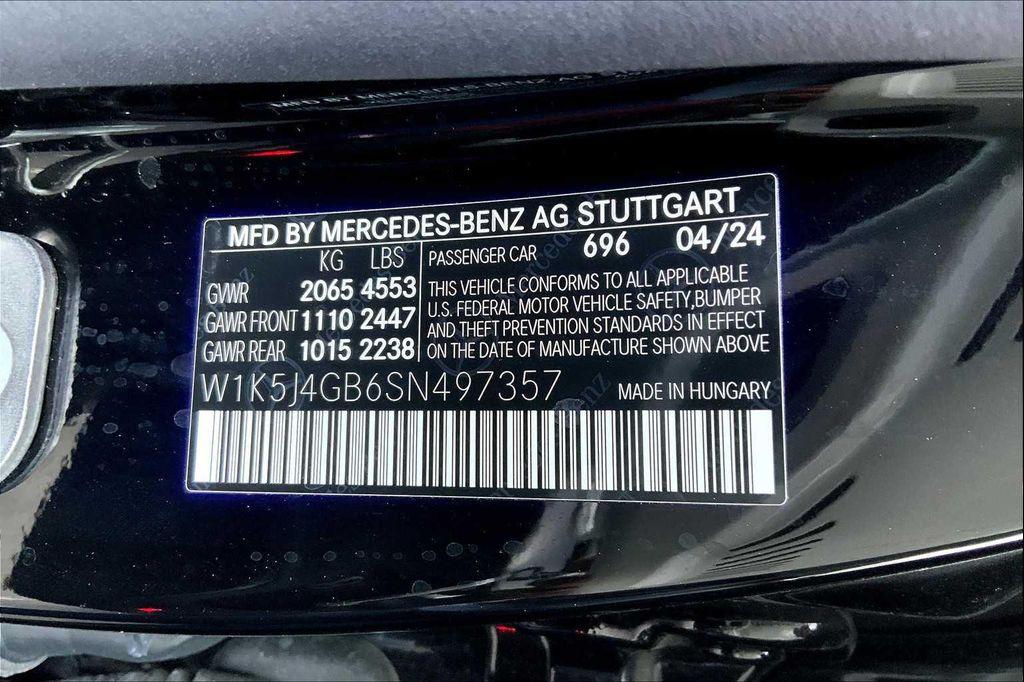 MFD BY MERCEDES-BENZ AG STUTTGART
KG LBS
GVWR 2065 4553
GAWR FRONT 1110 2447
GAWR REAR 1015 2238
PASSENGER CAR 696 04/24
THIS VEHICLE CONFORMS TO ALL APPLICABLE
U.S. FEDERAL MOTOR VEHICLE SAFETY,BUMPER
AND THEFT PREVENTION STANDARDS IN EFFECT
ON THE DATE OF MANUFACTURE SHOWN ABOVE
W1K5J4GB6SN497357 MADE IN HUNGARY